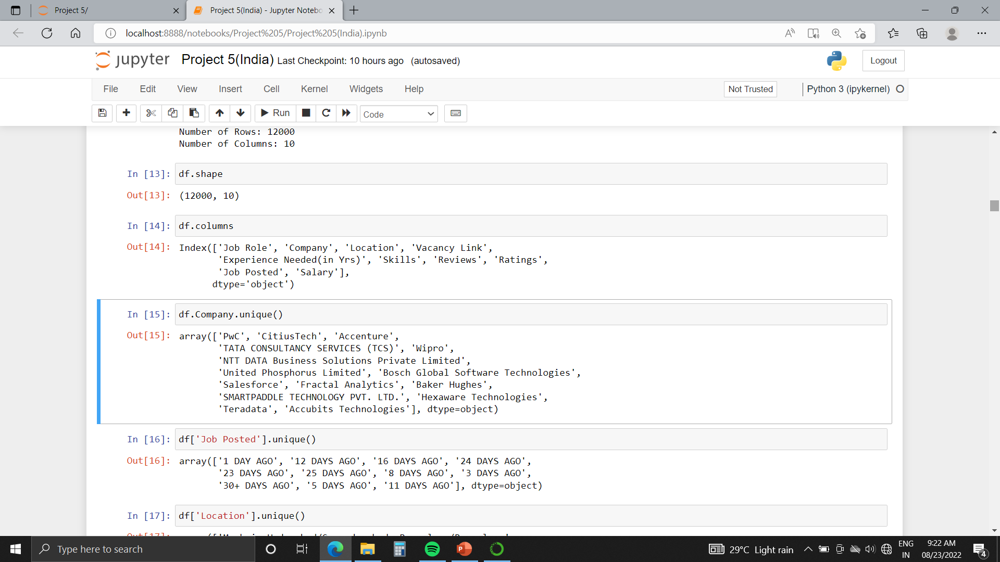 Project 5/
Project 5(India) - Jupyter Notebo
localhost:8888/notebooks/Project%205/Project%205(India).ipynb
jupyter Project 5(India) Last Checkpoint: 10 hours ago (autosaved)
Logout
File Edit View Insert Cell Kernel Widgets Help
Not Trusted
Python 3 (ipykernel)
Run
Code
Number of Rows: 12000
Number of Columns: 10
In [13]: df.shape
Out[13]: (12000, 10)
In [14]: df.columns
Out[14]: Index(['Job Role', 'Company', 'Location', 'Vacancy Link',
'Experience Needed(in Yrs)', 'Skills', 'Reviews', 'Ratings',
'Job Posted', 'Salary'],
dtype='object')
In [15]: df.Company.unique()
Out[15]: array(['PwC', 'CitiusTech', 'Accenture',
'TATA CONSULTANCY SERVICES (TCS)', 'Wipro',
'NTT DATA Business Solutions Private Limited',
'United Phosphorus Limited', 'Bosch Global Software Technologies',
'Salesforce', 'Fractal Analytics', 'Baker Hughes',
'SMARTPADDLE TECHNOLOGY PVT. LTD.', 'Hexaware Technologies',
'Teradata', 'Accubits Technologies'], dtype=object)
In [16]: df['Job Posted'].unique()
Out[16]: array(['1 DAY AGO', '12 DAYS AGO', '16 DAYS AGO', '24 DAYS AGO',
'23 DAYS AGO', '25 DAYS AGO', '8 DAYS AGO', '3 DAYS AGO',
'30+ DAYS AGO', '5 DAYS AGO', '11 DAYS AGO'], dtype=object)
In [17]: df['Location'].unique()
Type here to search
29°C Light rain
ENG
IN
9:22 AM
08/23/2022
4